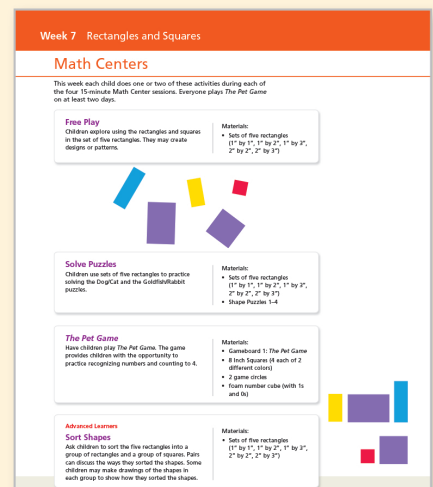 Week 7 Rectangles and Squares
Math Centers
This week each child does one or two of these activities during each of
the four 15-minute Math Center sessions. Everyone plays The Pet Game
on at least two days.
Free Play
Children explore using the rectangles and squares
in the set of five rectangles. They may create
designs or patterns.
Materials:
• Sets of five rectangles
(1" by 1", 1" by 2", 1" by 3",
2" by 2", 2" by 3")
Solve Puzzles
Children use sets of five rectangles to practice
solving the Dog/Cat and the Goldfish/Rabbit
puzzles.
Materials:
• Sets of five rectangles
(1" by 1", 1" by 2", 1" by 3",
2" by 2", 2" by 3")
• Shape Puzzles 1–4
The Pet Game
Have children play The Pet Game. The game
provides children with the opportunity to
practice recognizing numbers and counting to 4.
Materials:
• Gameboard 1: The Pet Game
• 8 Inch Squares (4 each of 2
different colors)
• 2 game circles
• foam number cube (with 1s
and 0s)
Advanced Learners
Sort Shapes
Ask children to sort the five rectangles into a
group of rectangles and a group of squares. Pairs
can discuss the ways they sorted the shapes. Some
children may make drawings of the shapes in
each group to show how they sorted the shapes.
Materials:
• Sets of five rectangles
(1" by 1", 1" by 2", 1" by 3",
2" by 2", 2" by 3")